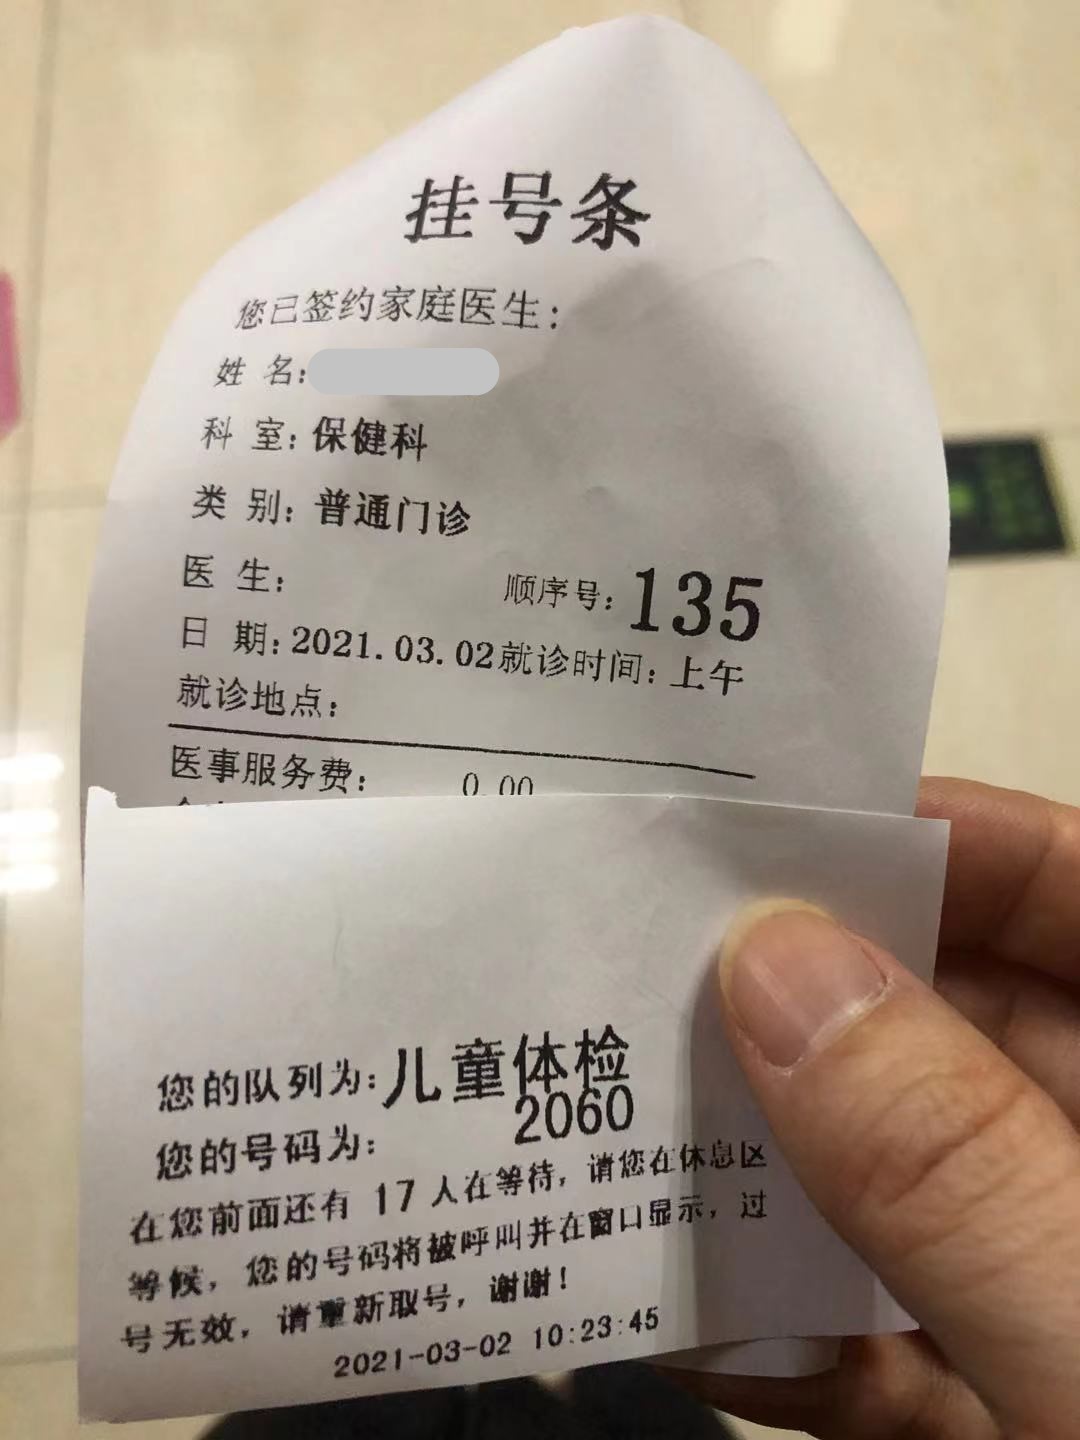 挂号条
您已签约家庭医生：
姓 名：
科 室：保健科
类 别：普通门诊
医 生： 顺序号：135
日 期：2021.03.02就诊时间：上午
就诊地点：
医事服务费： 0.00
您的队列为：儿童体检
您的号码为： 2060
在您前面还有 17 人在等待，请您在休息区
等候，您的号码将被呼叫并在窗口显示，过
号无效，请重新取号，谢谢！
2021-03-02 10:23:45